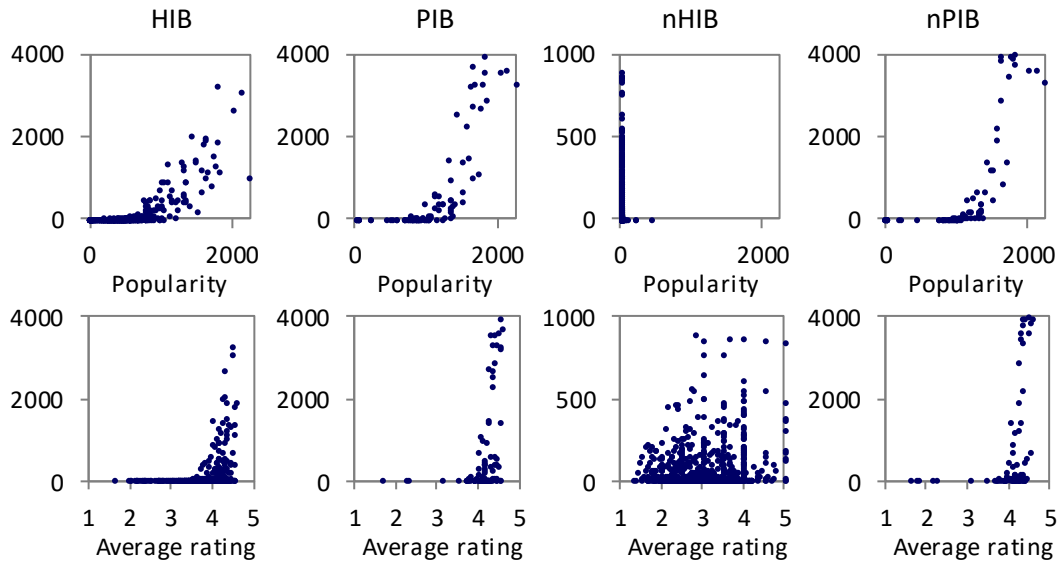 HIB PIB nHIB nPIB
4000 4000 1000 4000
2000 2000 500 2000
0 0 0 0
0 2000 0 2000 0 2000 0 2000
Popularity Popularity Popularity Popularity
4000 4000 1000 4000
2000 2000 500 2000
0 0 0 0
1 2 3 4 5 1 2 3 4 5 1 2 3 4 5 1 2 3 4 5
Average rating Average rating Average rating Average rating